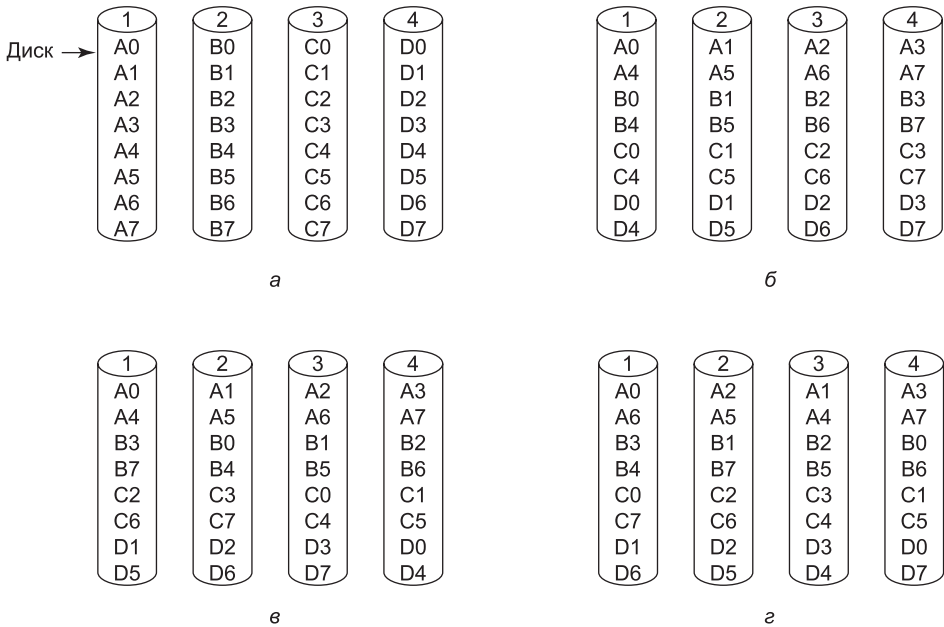 1 2 3 4 1 2 3 4
Диск A0 B0 C0 D0 A0 A1 A2 A3
A1 B1 C1 D1 A4 A5 A6 A7
A2 B2 C2 D2 B0 B1 B2 B3
A3 B3 C3 D3 B4 B5 B6 B7
A4 B4 C4 D4 C0 C1 C2 C3
A5 B5 C5 D5 C4 C5 C6 C7
A6 B6 C6 D6 D0 D1 D2 D3
A7 B7 C7 D7 D4 D5 D6 D7
а б
1 2 3 4 1 2 3 4
A0 A1 A2 A3 A0 A2 A1 A3
A4 A5 A6 A7 A6 A5 A4 A7
B3 B0 B1 B2 B3 B1 B2 B0
B7 B4 B5 B6 B4 B7 B5 B6
C2 C3 C0 C1 C0 C2 C3 C1
C6 C7 C4 C5 C7 C6 C4 C5
D1 D2 D3 D0 D1 D2 D3 D0
D5 D6 D7 D4 D6 D5 D4 D7
в г